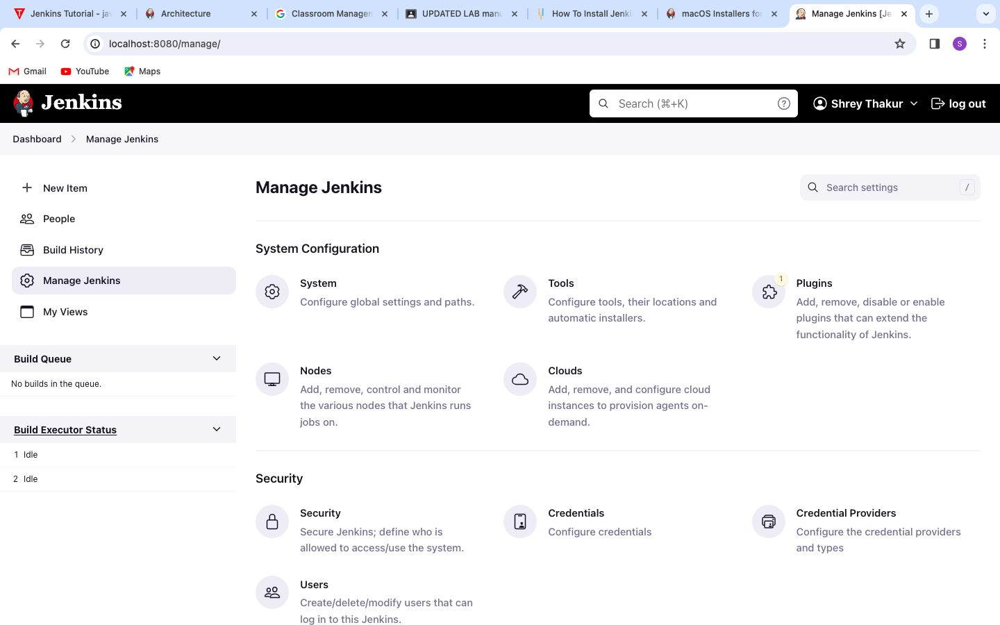 Jenkins Tutorial - ja
Architecture
Classroom Managem
UPDATED LAB manu
How To Install Jenki
macOS Installers for
Manage Jenkins [Je
localhost:8080/manage/
S
Gmail
YouTube
Maps
Jenkins
Search (⌘+K)
?
Shrey Thakur
log out
Dashboard
Manage Jenkins
New Item
People
Build History
Manage Jenkins
My Views
Build Queue
No builds in the queue.
Build Executor Status
1 Idle
2 Idle
Manage Jenkins
Search settings
/
System Configuration
System
Configure global settings and paths.
Tools
Configure tools, their locations and
automatic installers.
1
Plugins
Add, remove, disable or enable
plugins that can extend the
functionality of Jenkins.
Nodes
Add, remove, control and monitor
the various nodes that Jenkins runs
jobs on.
Clouds
Add, remove, and configure cloud
instances to provision agents on-
demand.
Security
Security
Secure Jenkins; define who is
allowed to access/use the system.
Credentials
Configure credentials
Credential Providers
Configure the credential providers
and types
Users
Create/delete/modify users that can
log in to this Jenkins.